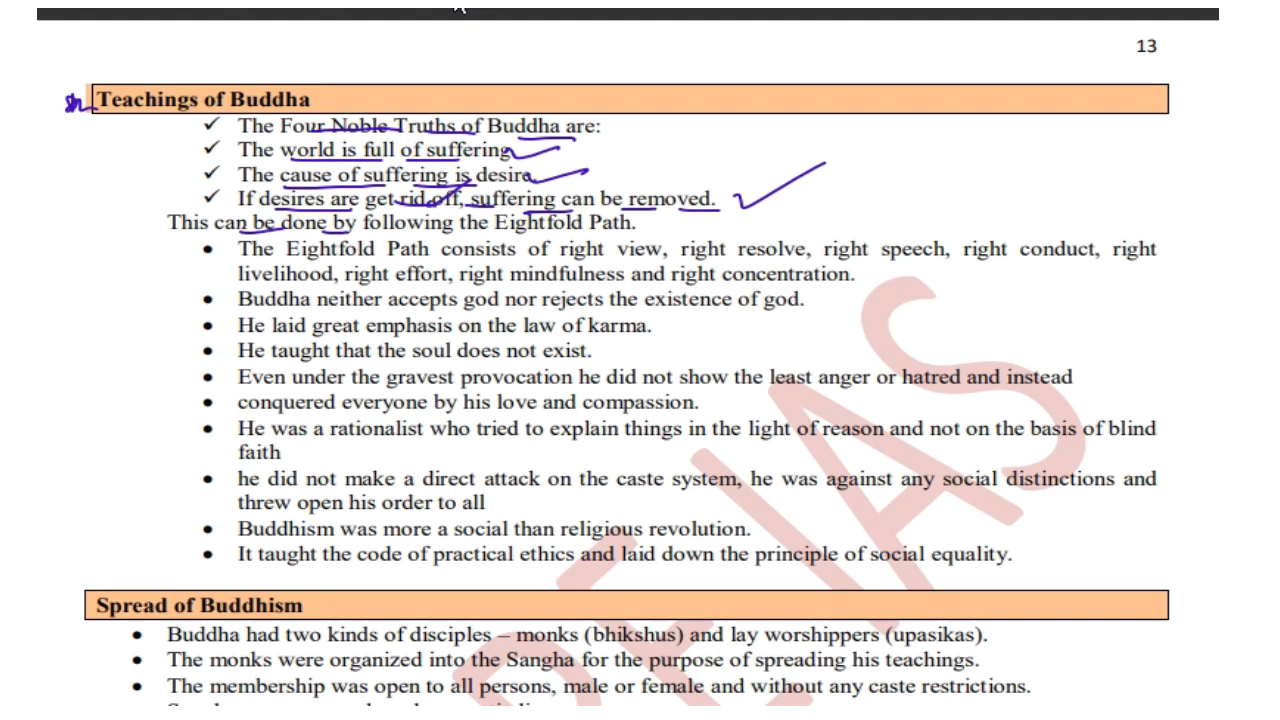 13
Teachings of Buddha
✓ The Four Noble Truths of Buddha are:
✓ The world is full of suffering
✓ The cause of suffering is desire.
✓ If desires are get rid off, suffering can be removed.
This can be done by following the Eightfold Path.
• The Eightfold Path consists of right view, right resolve, right speech, right conduct, right
livelihood, right effort, right mindfulness and right concentration.
• Buddha neither accepts god nor rejects the existence of god.
• He laid great emphasis on the law of karma.
• He taught that the soul does not exist.
• Even under the gravest provocation he did not show the least anger or hatred and instead
• conquered everyone by his love and compassion.
• He was a rationalist who tried to explain things in the light of reason and not on the basis of blind
faith
• he did not make a direct attack on the caste system, he was against any social distinctions and
threw open his order to all
• Buddhism was more a social than religious revolution.
• It taught the code of practical ethics and laid down the principle of social equality.
Spread of Buddhism
• Buddha had two kinds of disciples – monks (bhikshus) and lay worshippers (upasikas).
• The monks were organized into the Sangha for the purpose of spreading his teachings.
• The membership was open to all persons, male or female and without any caste restrictions.
IAS